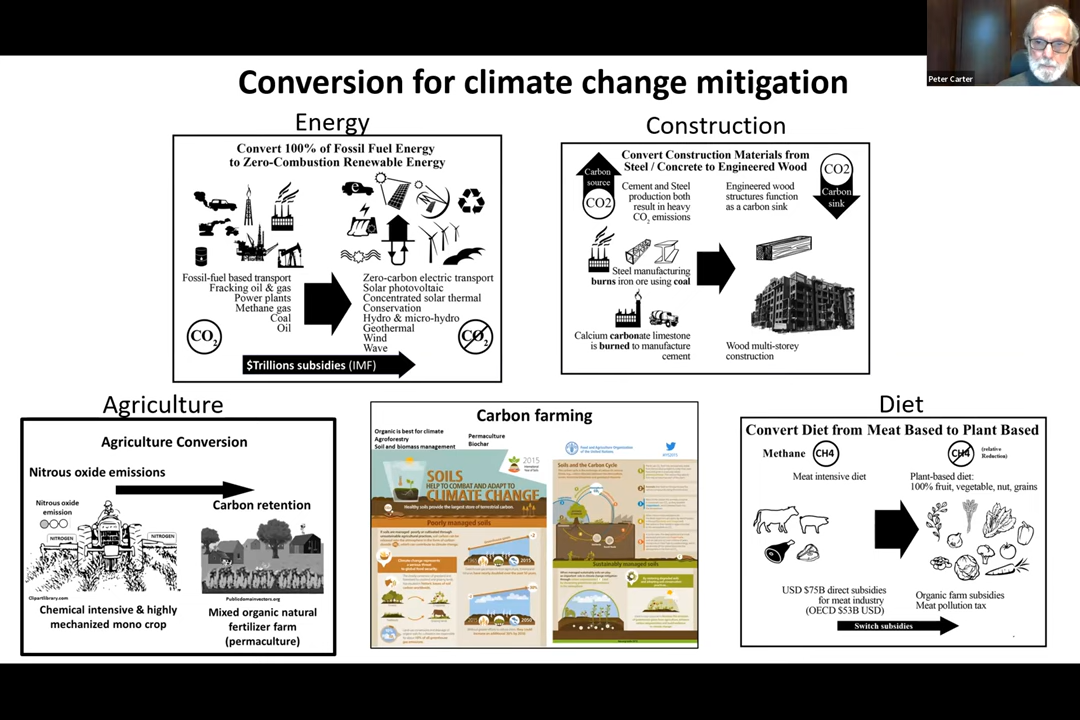 Peter Carter
Conversion for climate change mitigation
Energy
Convert 100% of Fossil Fuel Energy
to Zero-Combustion Renewable Energy
e
Fossil-fuel based transport
Fracking oil & gas
Power plants
Methane gas
Coal
Oil
CO2
Zero-carbon electric transport
Solar photovoltaic
Concentrated solar thermal
Conservation
Hydro & micro-hydro
Geothermal
Wind
Wave
CO2
$Trillions subsidies (IMF)
Construction
Convert Construction Materials from
Steel / Concrete to Engineered Wood
Carbon
source
CO2
Cement and Steel
production both
result in heavy
CO2 emissions
Engineered wood
structures function
as a carbon sink
CO2
Carbon
sink
Steel manufacturing
burns iron ore using coal
Calcium carbonate limestone
is burned to manufacture
cement
Wood multi-storey
construction
Agriculture
Agriculture Conversion
Nitrous oxide emissions
Carbon retention
Nitrous oxide
emission
NITROGEN
NITROGEN
Clipartlibrary.com
Publicdomainvectors.org
Chemical intensive & highly
mechanized mono crop
Mixed organic natural
fertilizer farm
(permaculture)
Carbon farming
Organic is best for climate
Agroforestry
Soil and biomass management
Permaculture
Biochar
2015
SOILS
HELP TO COMBAT AND ADAPT TO
CLIMATE CHANGE
Healthy soils provide the largest store of terrestrial carbon.
Poorly managed soils
Food and Agriculture Organization
of the United Nations
Soils and the Carbon Cycle
Sustainably managed soils
Diet
Convert Diet from Meat Based to Plant Based
Methane CH4
CH4 (relative
Reduction)
Meat intensive diet
Plant-based diet:
100% fruit, vegetable, nut, grains
USD $75B direct subsidies
for meat industry
(OECD $53B USD)
Organic farm subsidies
Meat pollution tax
Switch subsidies